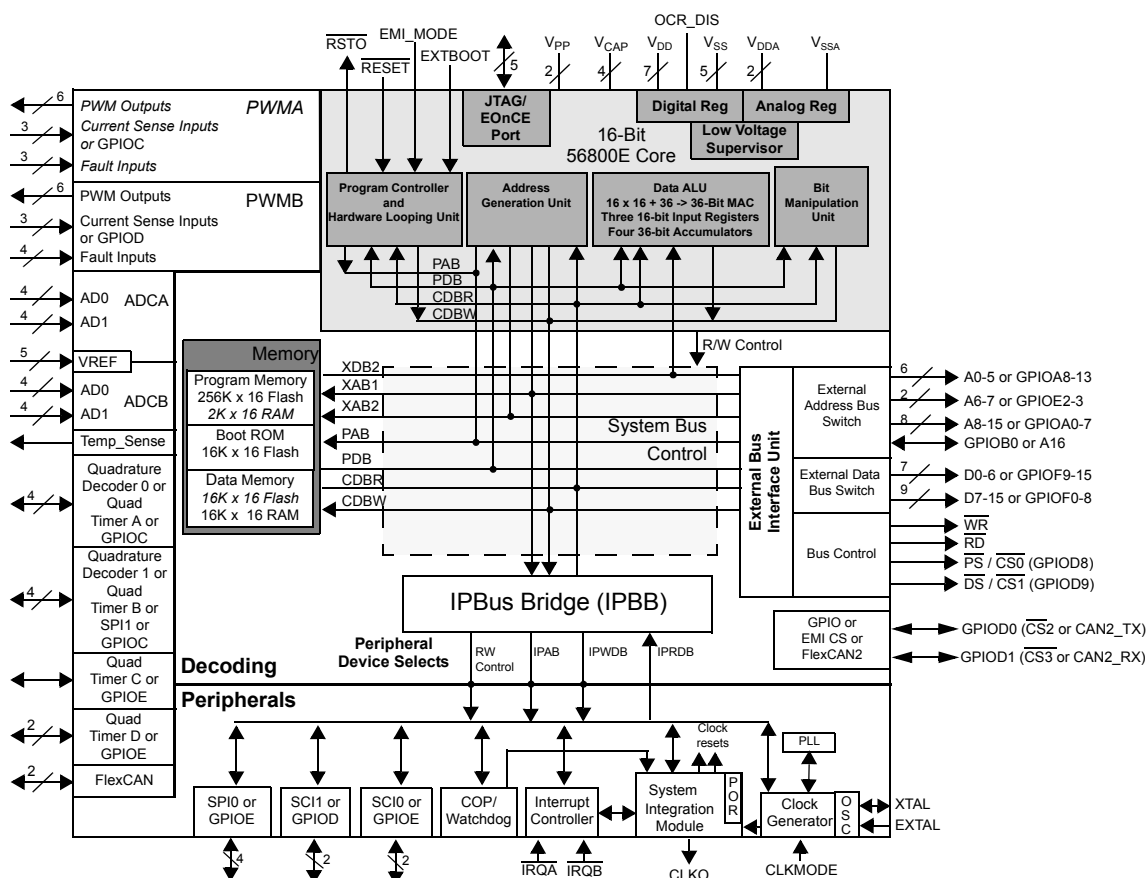 OCR_DIS
RSTO
EMI_MODE
RESET
EXTBOOT
5
VPP
2
VCAP
4
VDD
7
VSS
5
VDDA
2
VSSA
JTAG/
EOnCE
Port
Digital Reg
Analog Reg
Low Voltage
Supervisor
16-Bit
56800E Core
Program Controller
and
Hardware Looping Unit
Address
Generation Unit
Data ALU
16 x 16 + 36 -> 36-Bit MAC
Three 16-bit Input Registers
Four 36-bit Accumulators
Bit
Manipulation
Unit
PAB
PDB
CDBR
CDBW
R/W Control
6
PWM Outputs
PWMA
3
Current Sense Inputs
or GPIOC
3
Fault Inputs
6
PWM Outputs
PWMB
3
Current Sense Inputs
or GPIOD
4
Fault Inputs
4
AD0
ADCA
4
AD1
5
VREF
4
AD0
ADCB
4
AD1
Temp_Sense
4
Quadrature
Decoder 0 or
Quad
Timer A or
GPIOC
4
Quadrature
Decoder 1 or
Quad
Timer B or
SPI1 or
GPIOC
Quad
Timer C or
GPIOE
2
Quad
Timer D or
GPIOE
2
FlexCAN
Memory
Program Memory
256K x 16 Flash
2K x 16 RAM
Boot ROM
16K x 16 Flash
Data Memory
16K x 16 Flash
16K x 16 RAM
XDB2
XAB1
XAB2
PAB
PDB
CDBR
CDBW
System Bus
Control
External Bus
Interface Unit
External
Address Bus
Switch
External Data
Bus Switch
Bus Control
6
A0-5 or GPIOA8-13
2
A6-7 or GPIOE2-3
8
A8-15 or GPIOA0-7
GPIOB0 or A16
7
D0-6 or GPIOF9-15
9
D7-15 or GPIOF0-8
WR
RD
PS / CS0 (GPIOD8)
DS / CS1 (GPIOD9)
GPIO or
EMI CS or
FlexCAN2
GPIOD0 (CS2 or CAN2_TX)
GPIOD1 (CS3 or CAN2_RX)
IPBus Bridge (IPBB)
Peripheral
Device Selects
RW
Control
IPAB
IPWDB
IPRDB
Decoding
Peripherals
Clock
resets
PLL
SPI0 or
GPIOE
SCI1 or
GPIOD
SCI0 or
GPIOE
COP/
Watchdog
Interrupt
Controller
System
Integration
Module
POR
Clock
Generator
OSC
XTAL
EXTAL
4
2
2
IRQA
IRQB
CLKO
CLKMODE